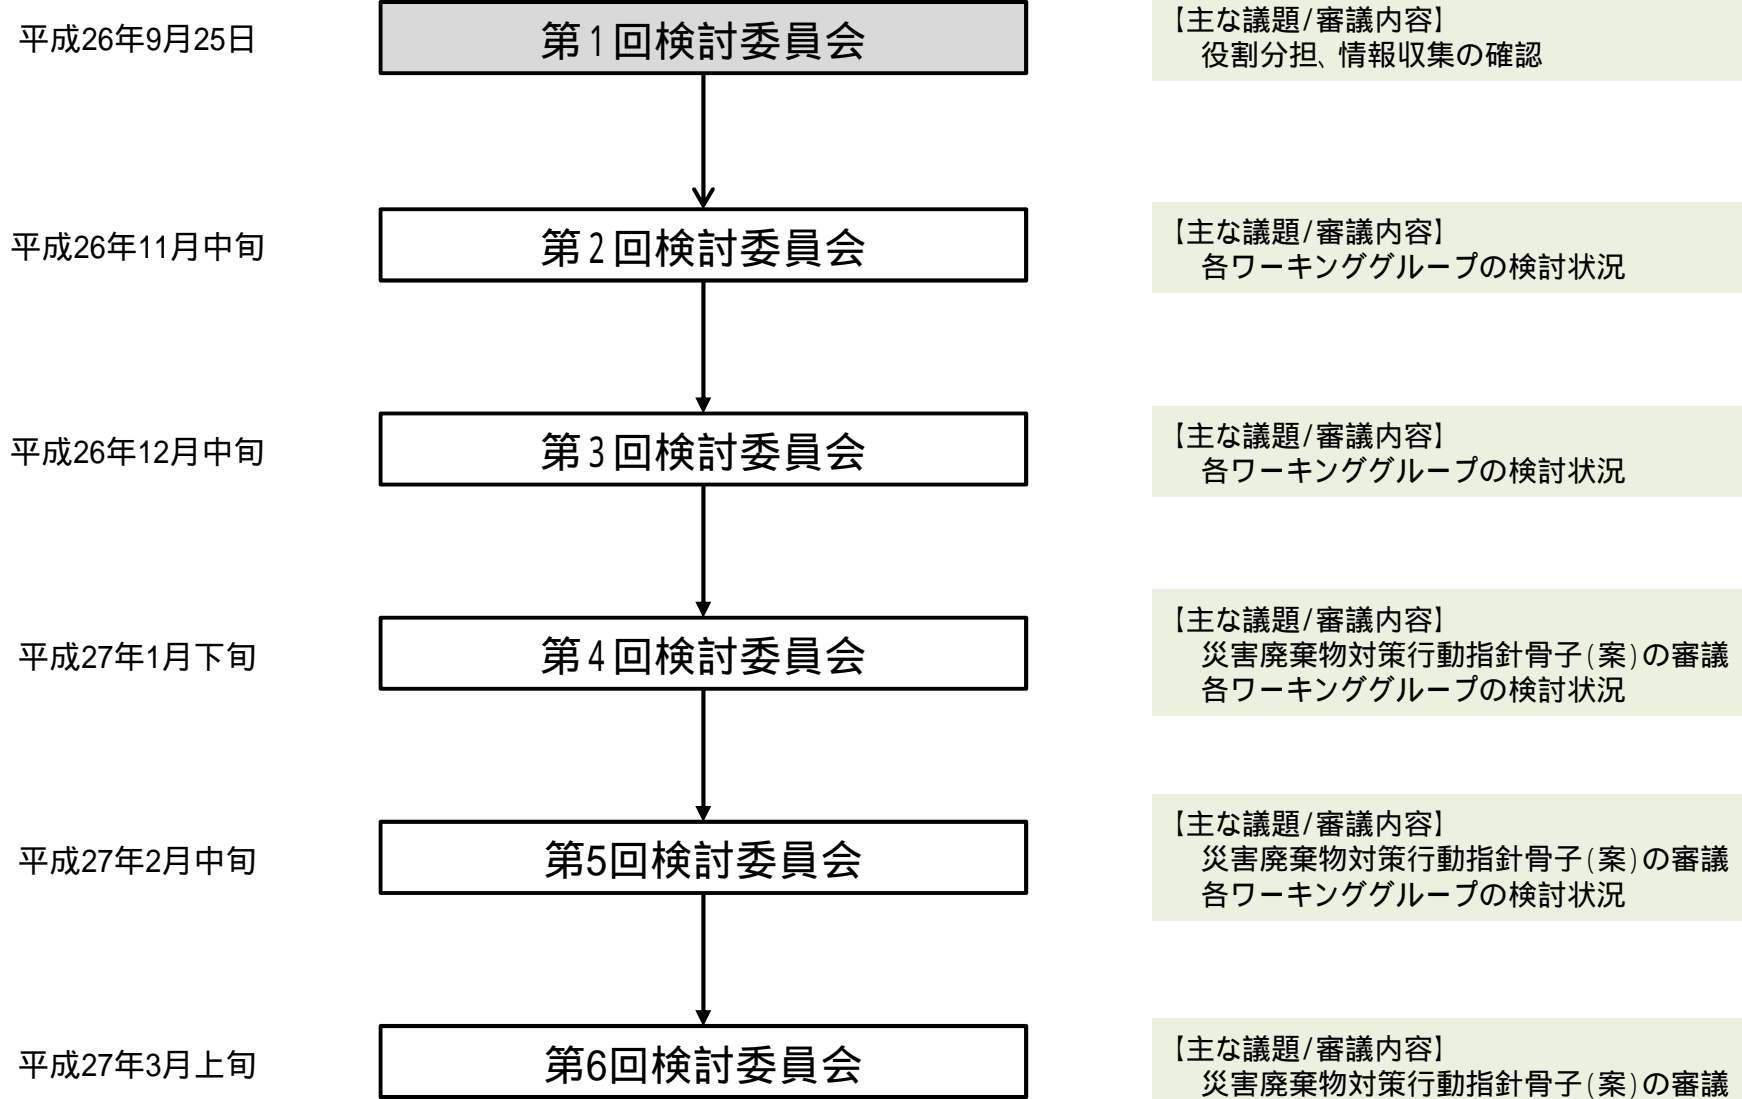 平成26年9月25日
第1回検討委員会
【主な議題/審議内容】
役割分担、情報収集の確認
平成26年11月中旬
第2回検討委員会
【主な議題/審議内容】
各ワーキンググループの検討状況
平成26年12月中旬
第3回検討委員会
【主な議題/審議内容】
各ワーキンググループの検討状況
平成27年1月下旬
第4回検討委員会
【主な議題/審議内容】
災害廃棄物対策行動指針骨子(案)の審議
各ワーキンググループの検討状況
平成27年2月中旬
第5回検討委員会
【主な議題/審議内容】
災害廃棄物対策行動指針骨子(案)の審議
各ワーキンググループの検討状況
平成27年3月上旬
第6回検討委員会
【主な議題/審議内容】
災害廃棄物対策行動指針骨子(案)の審議